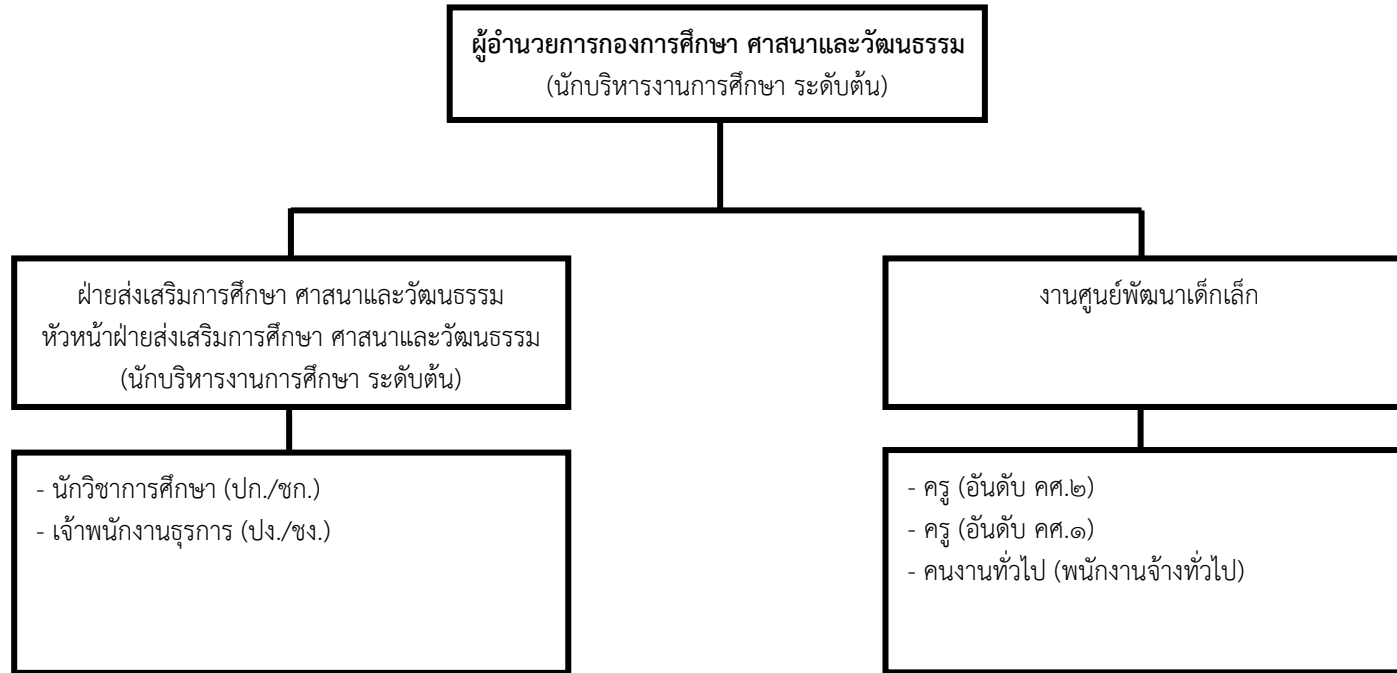 ผู้อำนวยการกองการศึกษา ศาสนาและวัฒนธรรม
(นักบริหารงานการศึกษา ระดับต้น)
ฝ่ายส่งเสริมการศึกษา ศาสนาและวัฒนธรรม
หัวหน้าฝ่ายส่งเสริมการศึกษา ศาสนาและวัฒนธรรม
(นักบริหารงานการศึกษา ระดับต้น)
งานศูนย์พัฒนาเด็กเล็ก
- นักวิชาการศึกษา (ปก./ชก.)
- เจ้าพนักงานธุรการ (ปง./ชง.)
- ครู (อันดับ คศ.๒)
- ครู (อันดับ คศ.๑)
- คนงานทั่วไป (พนักงานจ้างทั่วไป)